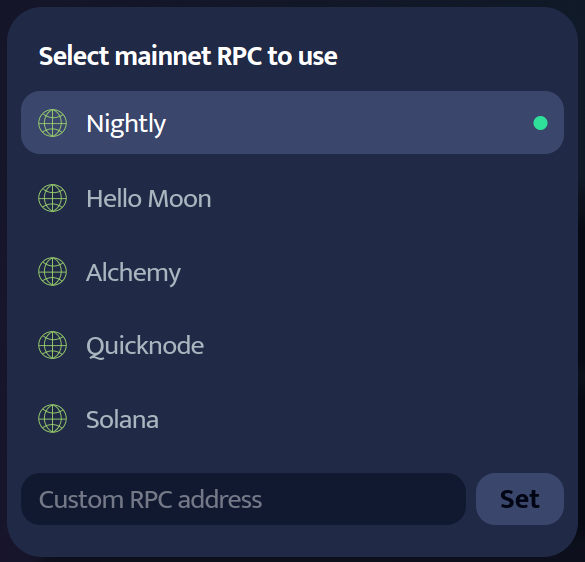 Select mainnet RPC to use
Nightly
Hello Moon
Alchemy
Quicknode
Solana
Custom RPC address Set